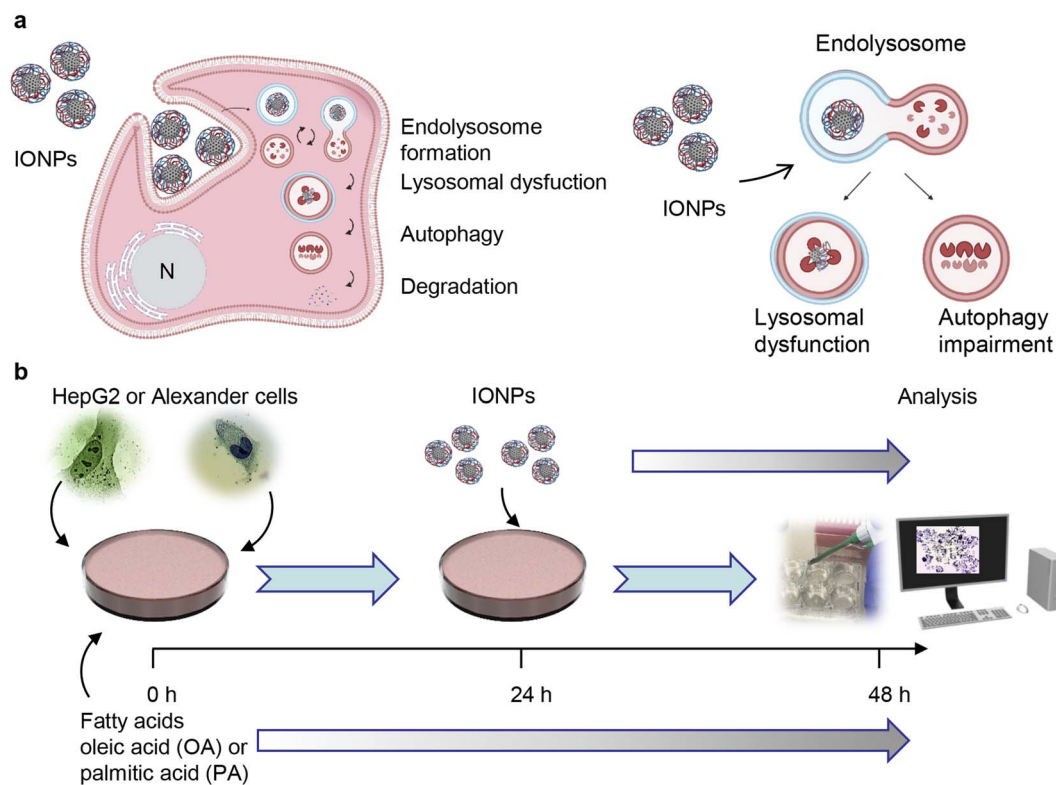 a
IONPs
N
Endolysosome
formation
Lysosomal dysfuction
Autophagy
Degradation
Endolysosome
IONPs
Lysosomal
dysfunction
Autophagy
impairment
b
HepG2 or Alexander cells
IONPs
Analysis
0 h
24 h
48 h
Fatty acids
oleic acid (OA) or
palmitic acid (PA)